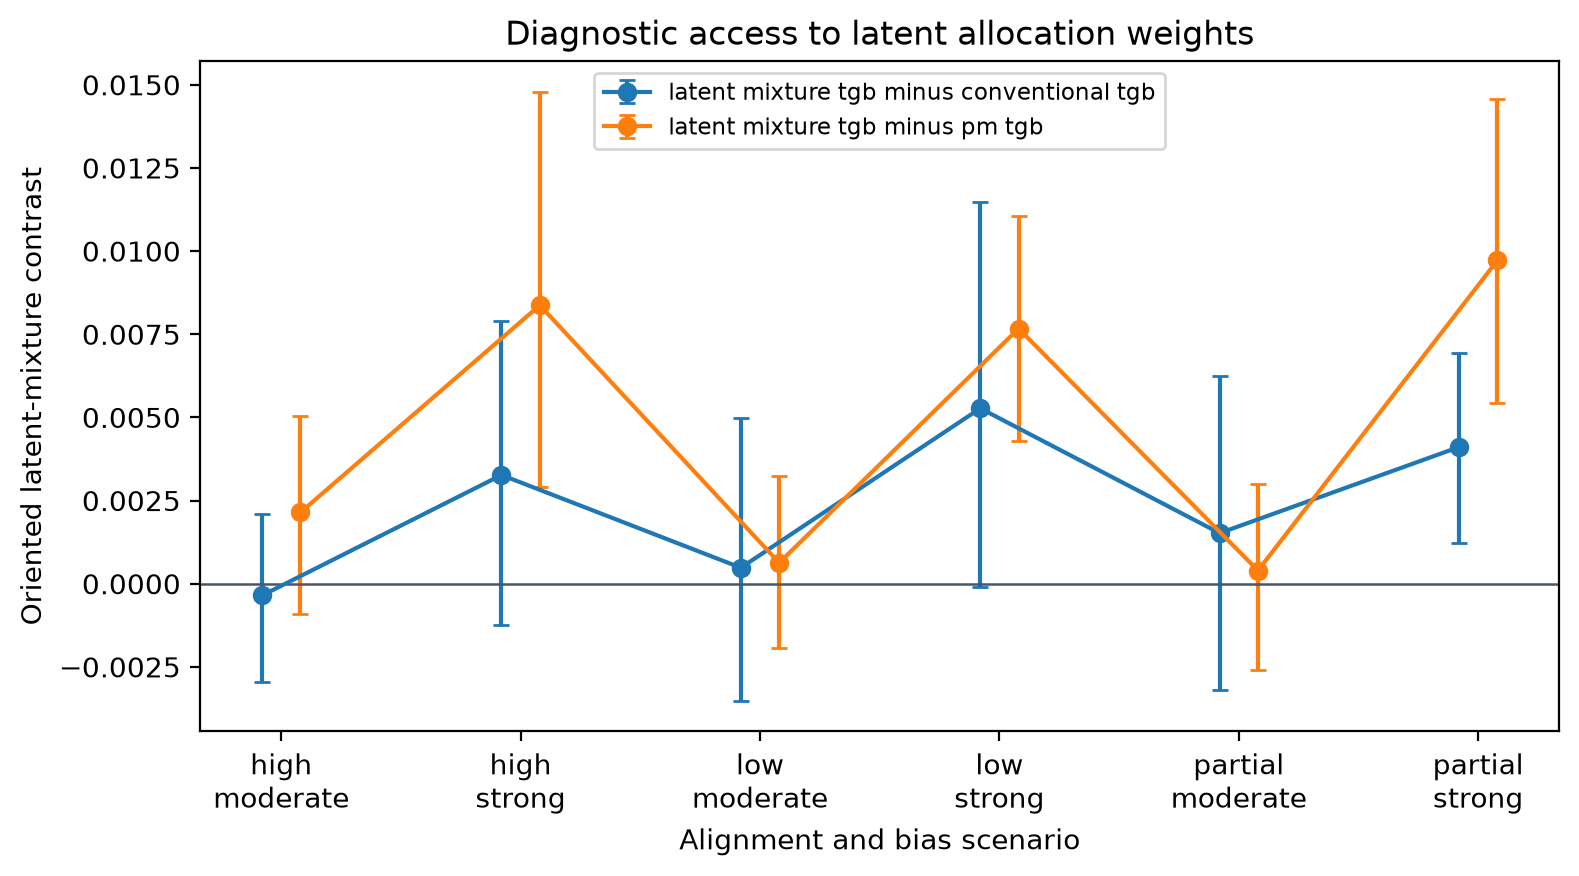 Diagnostic access to latent allocation weights
latent mixture tgb minus conventional tgb
latent mixture tgb minus pm tgb
Oriented latent-mixture contrast
0.0150
0.0125
0.0100
0.0075
0.0050
0.0025
0.0000
−0.0025
high
moderate
high
strong
low
moderate
low
strong
partial
moderate
partial
strong
Alignment and bias scenario